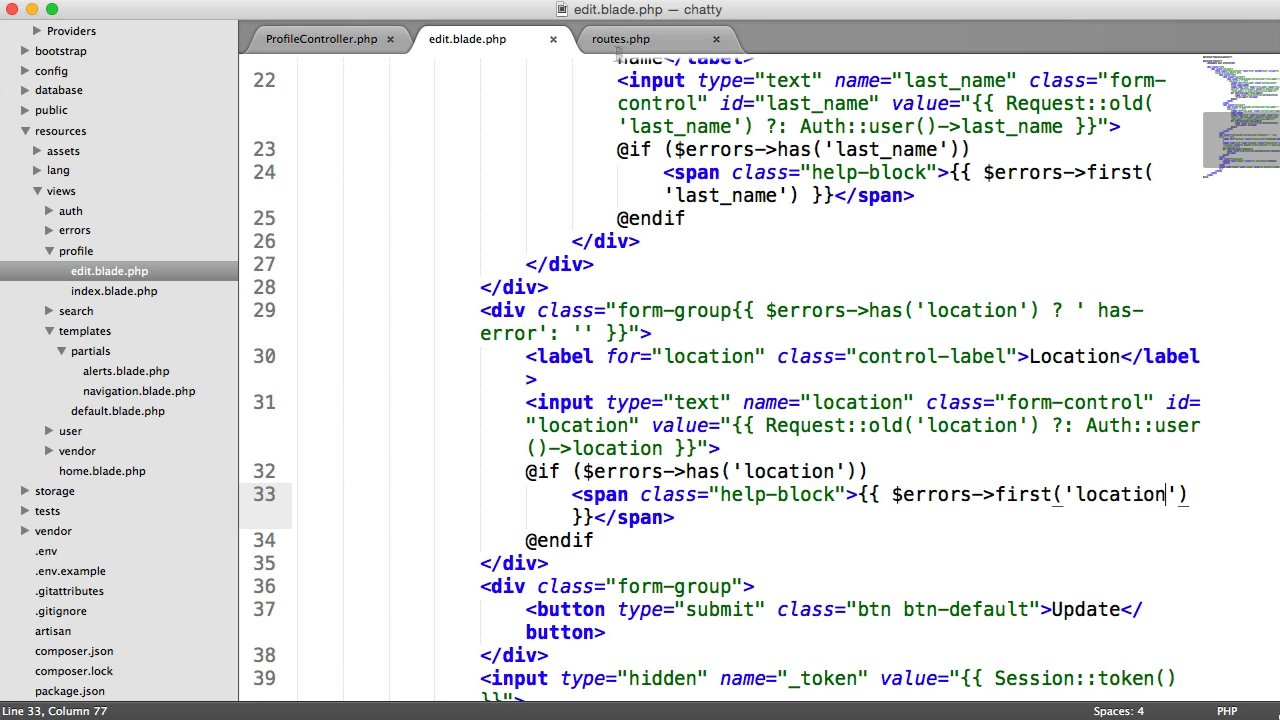 edit.blade.php — chatty
Providers
bootstrap
config
database
public
resources
assets
lang
views
auth
errors
profile
edit.blade.php
index.blade.php
search
templates
partials
alerts.blade.php
navigation.blade.php
default.blade.php
user
vendor
home.blade.php
storage
tests
vendor
.env
.env.example
.gitattributes
.gitignore
artisan
composer.json
composer.lock
package.json
ProfileController.php ×
edit.blade.php ×
routes.php ×
name</label>
22 <input type="text" name="last_name" class="form-
control" id="last_name" value="{{ Request::old(
'last_name') ?: Auth::user()->last_name }}">
23 @if ($errors->has('last_name'))
24 <span class="help-block">{{ $errors->first(
'last_name') }}</span>
25 @endif
26 </div>
27 </div>
28 </div>
29 <div class="form-group{{ $errors->has('location') ? ' has-
error': '' }}">
30 <label for="location" class="control-label">Location</label
>
31 <input type="text" name="location" class="form-control" id=
"location" value="{{ Request::old('location') ?: Auth::user
()->location }}">
32 @if ($errors->has('location'))
33 <span class="help-block">{{ $errors->first('location')
}}</span>
34 @endif
35 </div>
36 <div class="form-group">
37 <button type="submit" class="btn btn-default">Update</
button>
38 </div>
39 <input type="hidden" name="_token" value="{{ Session::token()
}}">
Line 33, Column 77
Spaces: 4
PHP